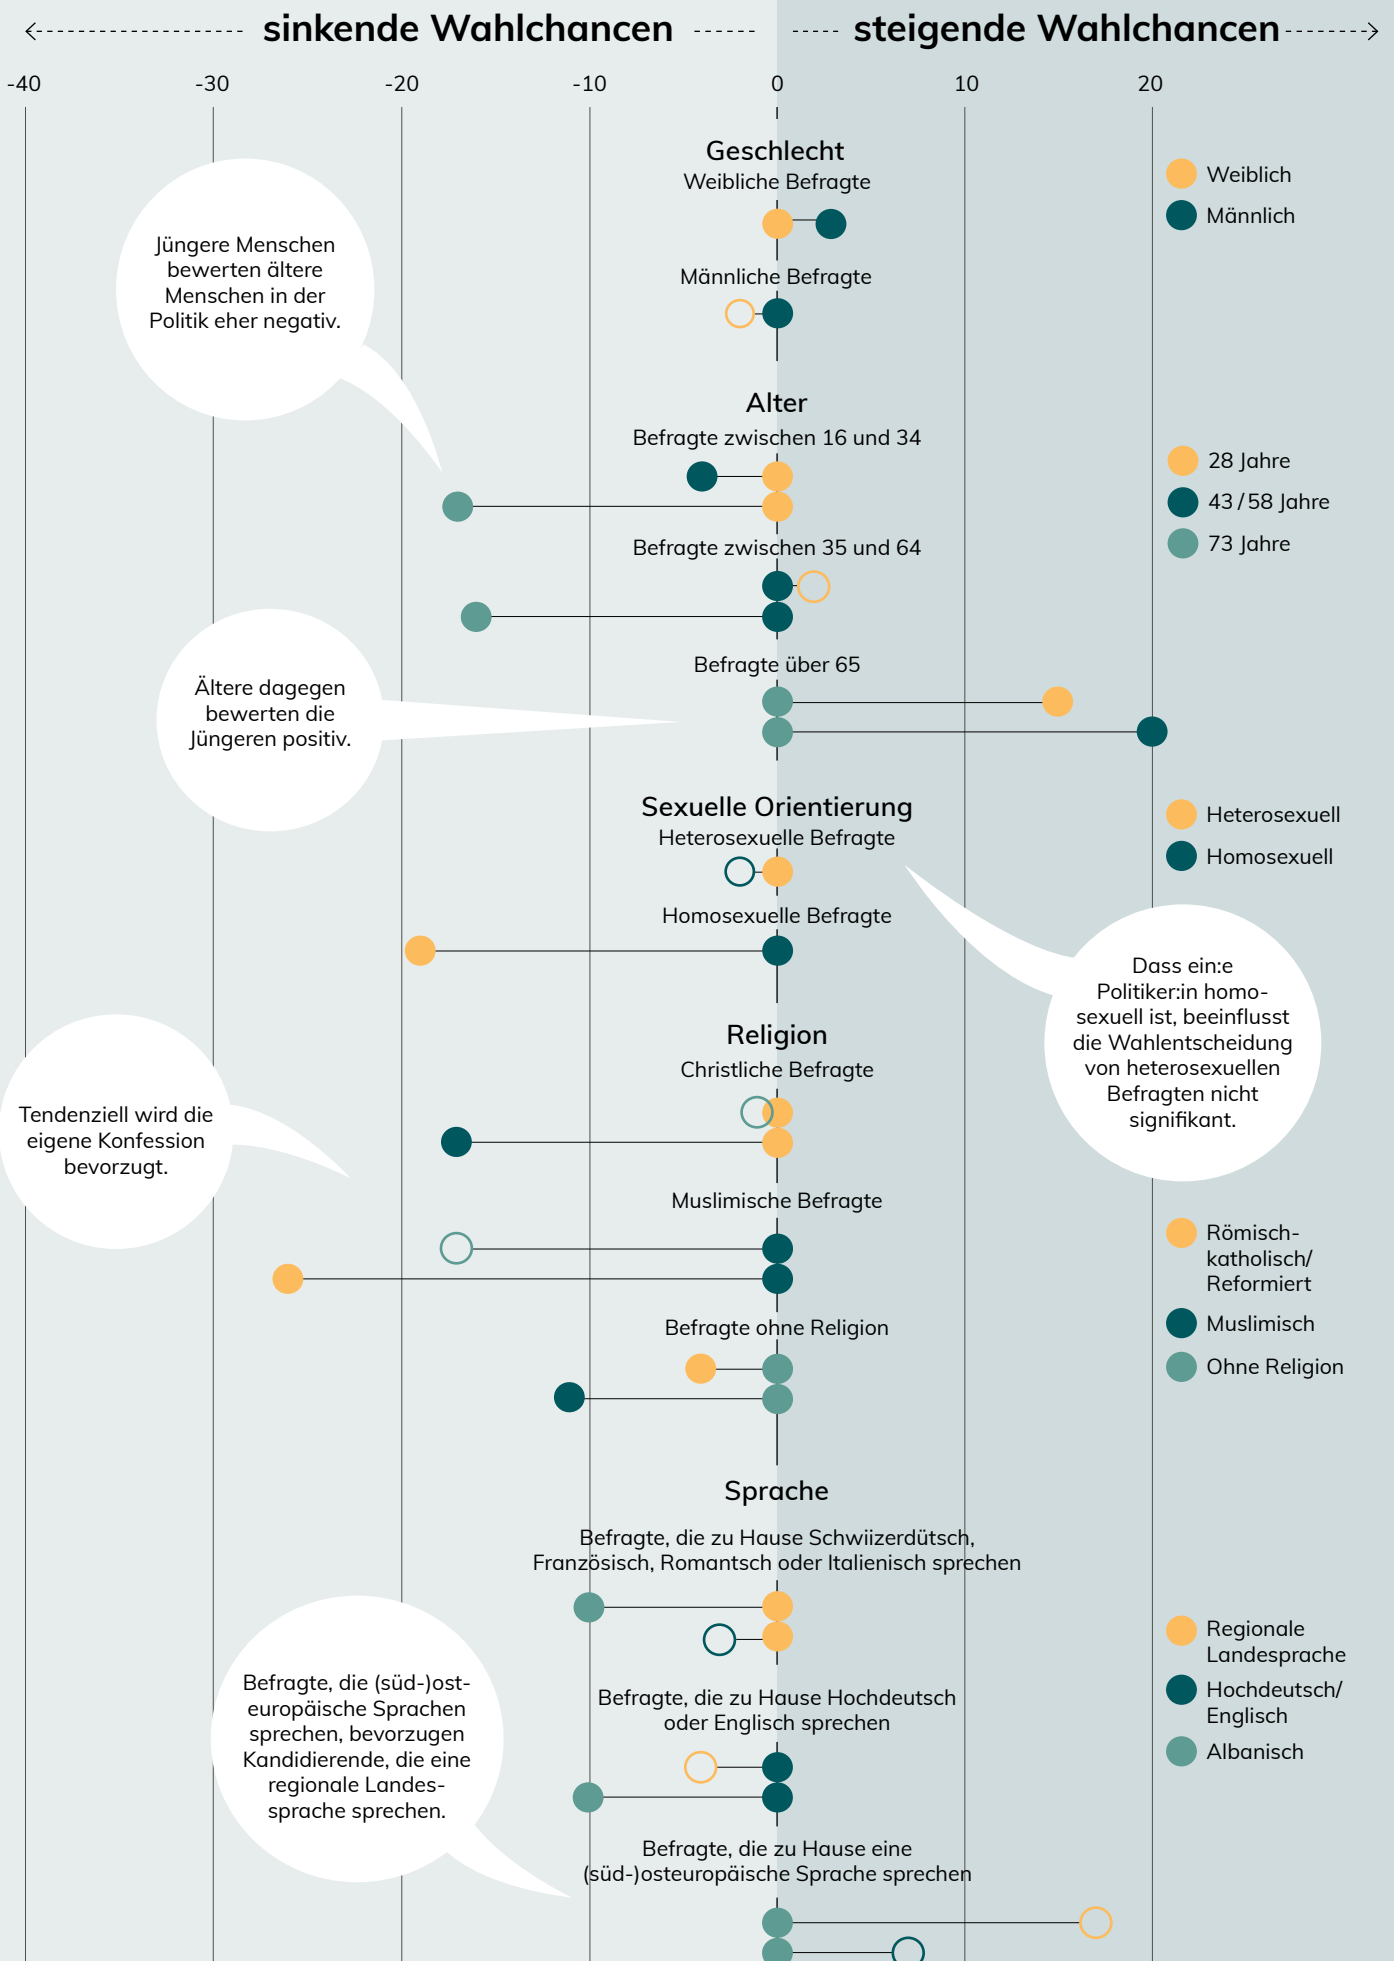 sinkende Wahlchancen
steigende Wahlchancen
-40 -30 -20 -10 0 10 20
Geschlecht
Weibliche Befragte
Männliche Befragte
Weiblich
Männlich
Jüngere Menschen
bewerten ältere
Menschen in der
Politik eher negativ.
Alter
Befragte zwischen 16 und 34
Befragte zwischen 35 und 64
Befragte über 65
28 Jahre
43 / 58 Jahre
73 Jahre
Ältere dagegen
bewerten die
Jüngeren positiv.
Sexuelle Orientierung
Heterosexuelle Befragte
Homosexuelle Befragte
Heterosexuell
Homosexuell
Dass ein:e
Politiker:in homo-
sexuell ist, beeinflusst
die Wahlentscheidung
von heterosexuellen
Befragten nicht
signifikant.
Religion
Christliche Befragte
Muslimische Befragte
Befragte ohne Religion
Tendenziell wird die
eigene Konfession
bevorzugt.
Römisch-
katholisch/
Reformiert
Muslimisch
Ohne Religion
Sprache
Befragte, die zu Hause Schwiizerdütsch,
Französisch, Romantsch oder Italienisch sprechen
Befragte, die zu Hause Hochdeutsch
oder Englisch sprechen
Befragte, die zu Hause eine
(süd-)osteuropäische Sprache sprechen
Befragte, die (süd-)ost-
europäische Sprachen
sprechen, bevorzugen
Kandidierende, die eine
regionale Landes-
sprache sprechen.
Regionale
Landesprache
Hochdeutsch/
Englisch
Albanisch